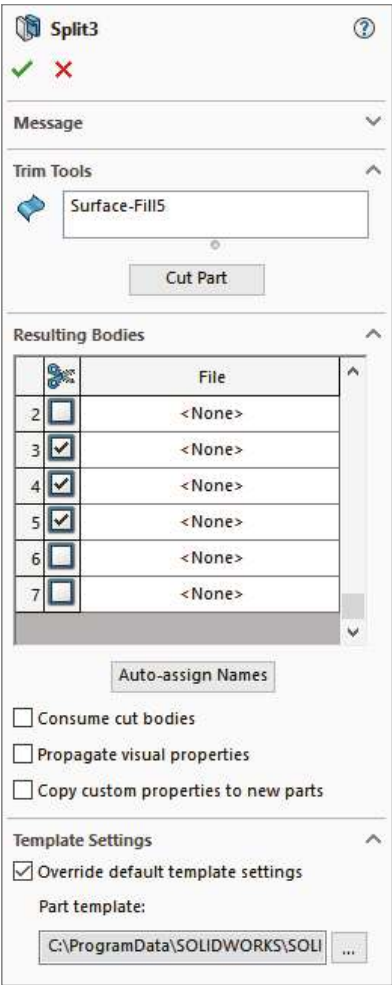 Split3
Message
Trim Tools
Surface-Fill5
Cut Part
Resulting Bodies
File
2 <None>
3 <None>
4 <None>
5 <None>
6 <None>
7 <None>
Auto-assign Names
Consume cut bodies
Propagate visual properties
Copy custom properties to new parts
Template Settings
Override default template settings
Part template:
C:\ProgramData\SOLIDWORKS\SOLI ...